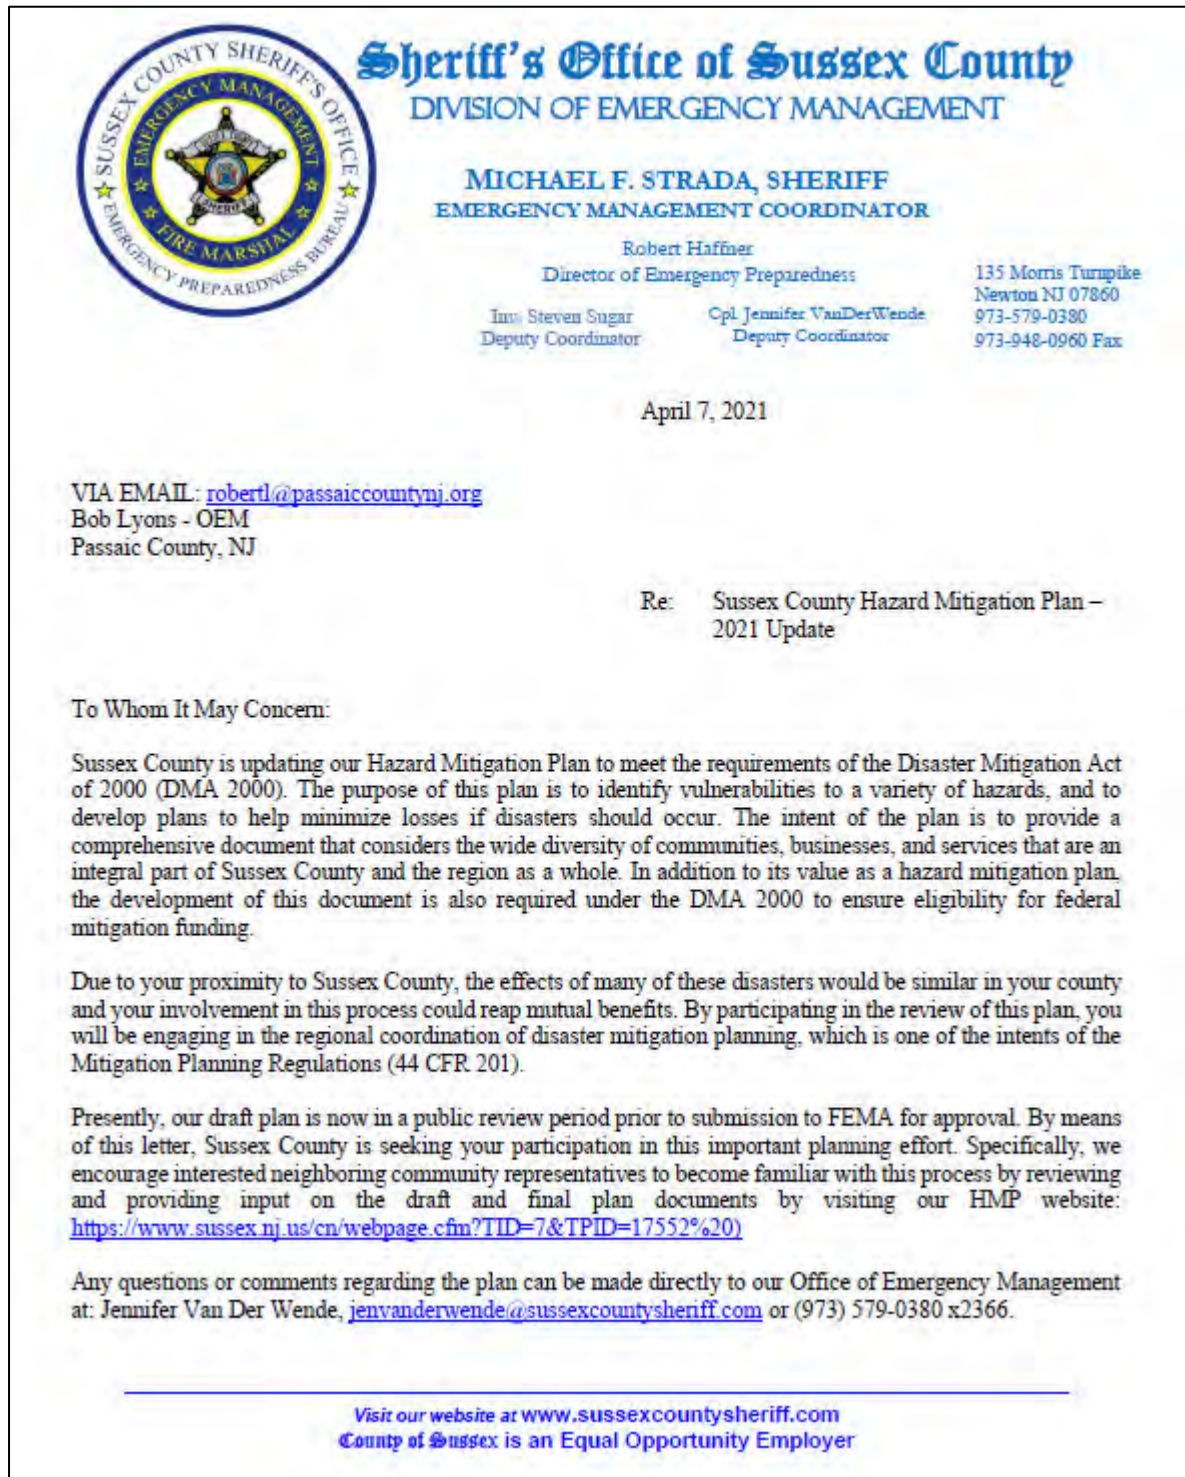 SUSSEX COUNTY SHERIFF'S OFFICE
EMERGENCY PREPAREDNESS BUREAU
EMERGENCY MANAGEMENT
FIRE MARSHAL
SHERIFF
Sheriff's Office of Sussex County
DIVISION OF EMERGENCY MANAGEMENT
MICHAEL F. STRADA, SHERIFF
EMERGENCY MANAGEMENT COORDINATOR
Robert Haffner
Director of Emergency Preparedness
Inv. Steven Sugar
Deputy Coordinator
Cpl. Jennifer VanDerWende
Deputy Coordinator
135 Morris Turnpike
Newton NJ 07860
973-579-0380
973-948-0960 Fax
April 7, 2021
VIA EMAIL: robertl@passaiccountynj.org
Bob Lyons - OEM
Passaic County, NJ
Re: Sussex County Hazard Mitigation Plan –
2021 Update
To Whom It May Concern:
Sussex County is updating our Hazard Mitigation Plan to meet the requirements of the Disaster Mitigation Act
of 2000 (DMA 2000). The purpose of this plan is to identify vulnerabilities to a variety of hazards, and to
develop plans to help minimize losses if disasters should occur. The intent of the plan is to provide a
comprehensive document that considers the wide diversity of communities, businesses, and services that are an
integral part of Sussex County and the region as a whole. In addition to its value as a hazard mitigation plan,
the development of this document is also required under the DMA 2000 to ensure eligibility for federal
mitigation funding.
Due to your proximity to Sussex County, the effects of many of these disasters would be similar in your county
and your involvement in this process could reap mutual benefits. By participating in the review of this plan, you
will be engaging in the regional coordination of disaster mitigation planning, which is one of the intents of the
Mitigation Planning Regulations (44 CFR 201).
Presently, our draft plan is now in a public review period prior to submission to FEMA for approval. By means
of this letter, Sussex County is seeking your participation in this important planning effort. Specifically, we
encourage interested neighboring community representatives to become familiar with this process by reviewing
and providing input on the draft and final plan documents by visiting our HMP website:
https://www.sussex.nj.us/cn/webpage.cfm?TID=7&TPID=17552%20)
Any questions or comments regarding the plan can be made directly to our Office of Emergency Management
at: Jennifer Van Der Wende, jenvanderwende@sussexcountysheriff.com or (973) 579-0380 x2366.
Visit our website at www.sussexcountysheriff.com
County of Sussex is an Equal Opportunity Employer